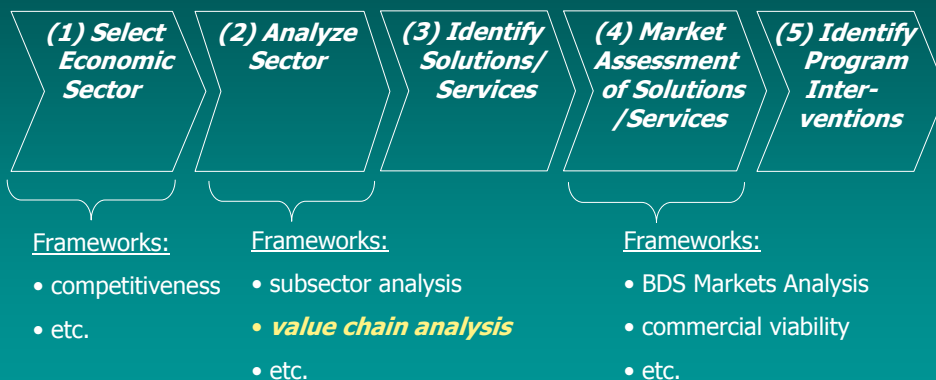 (1) Select
Economic
Sector
(2) Analyze
Sector
(3) Identify
Solutions/
Services
(4) Market
Assessment
of Solutions
/Services
(5) Identify
Program
Inter-
ventions
Frameworks:
• competitiveness
• etc.
Frameworks:
• subsector analysis
• value chain analysis
• etc.
Frameworks:
• BDS Markets Analysis
• commercial viability
• etc.